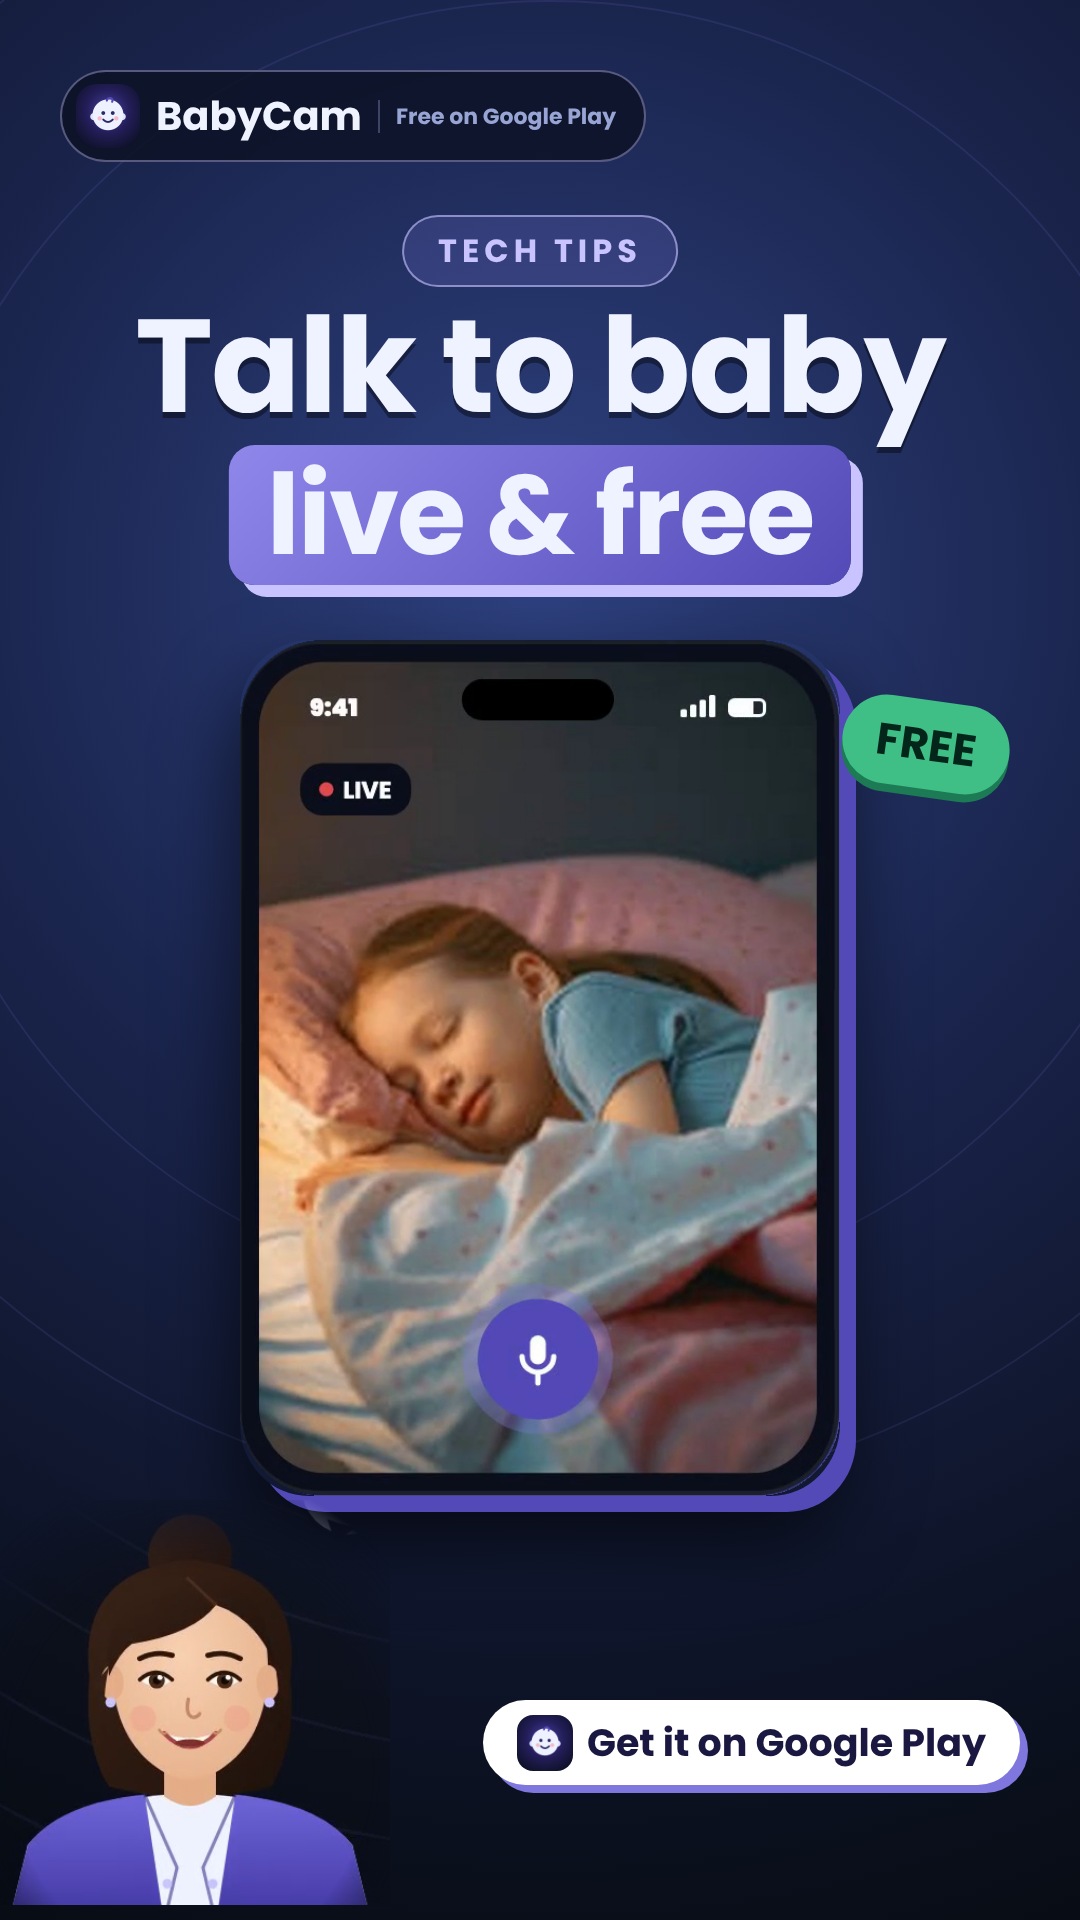 BabyCam | Free on Google Play
TECH TIPS
Talk to baby
live & free
9:41
LIVE
FREE
Get it on Google Play